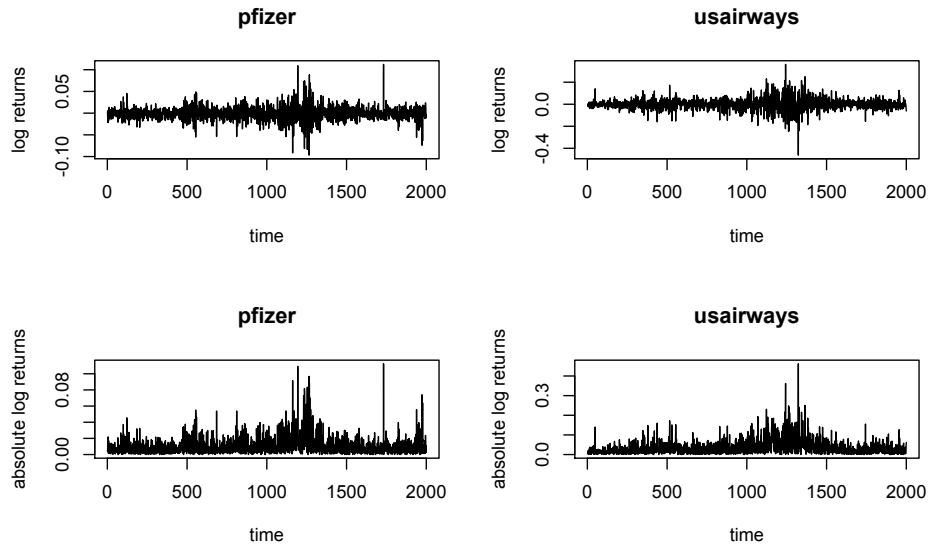 pfizer
log returns
0.05
-0.10
0 500 1000 1500 2000
time
usairways
log returns
0.0
-0.4
0 500 1000 1500 2000
time
pfizer
absolute log returns
0.08
0.00
0 500 1000 1500 2000
time
usairways
absolute log returns
0.3
0.0
0 500 1000 1500 2000
time